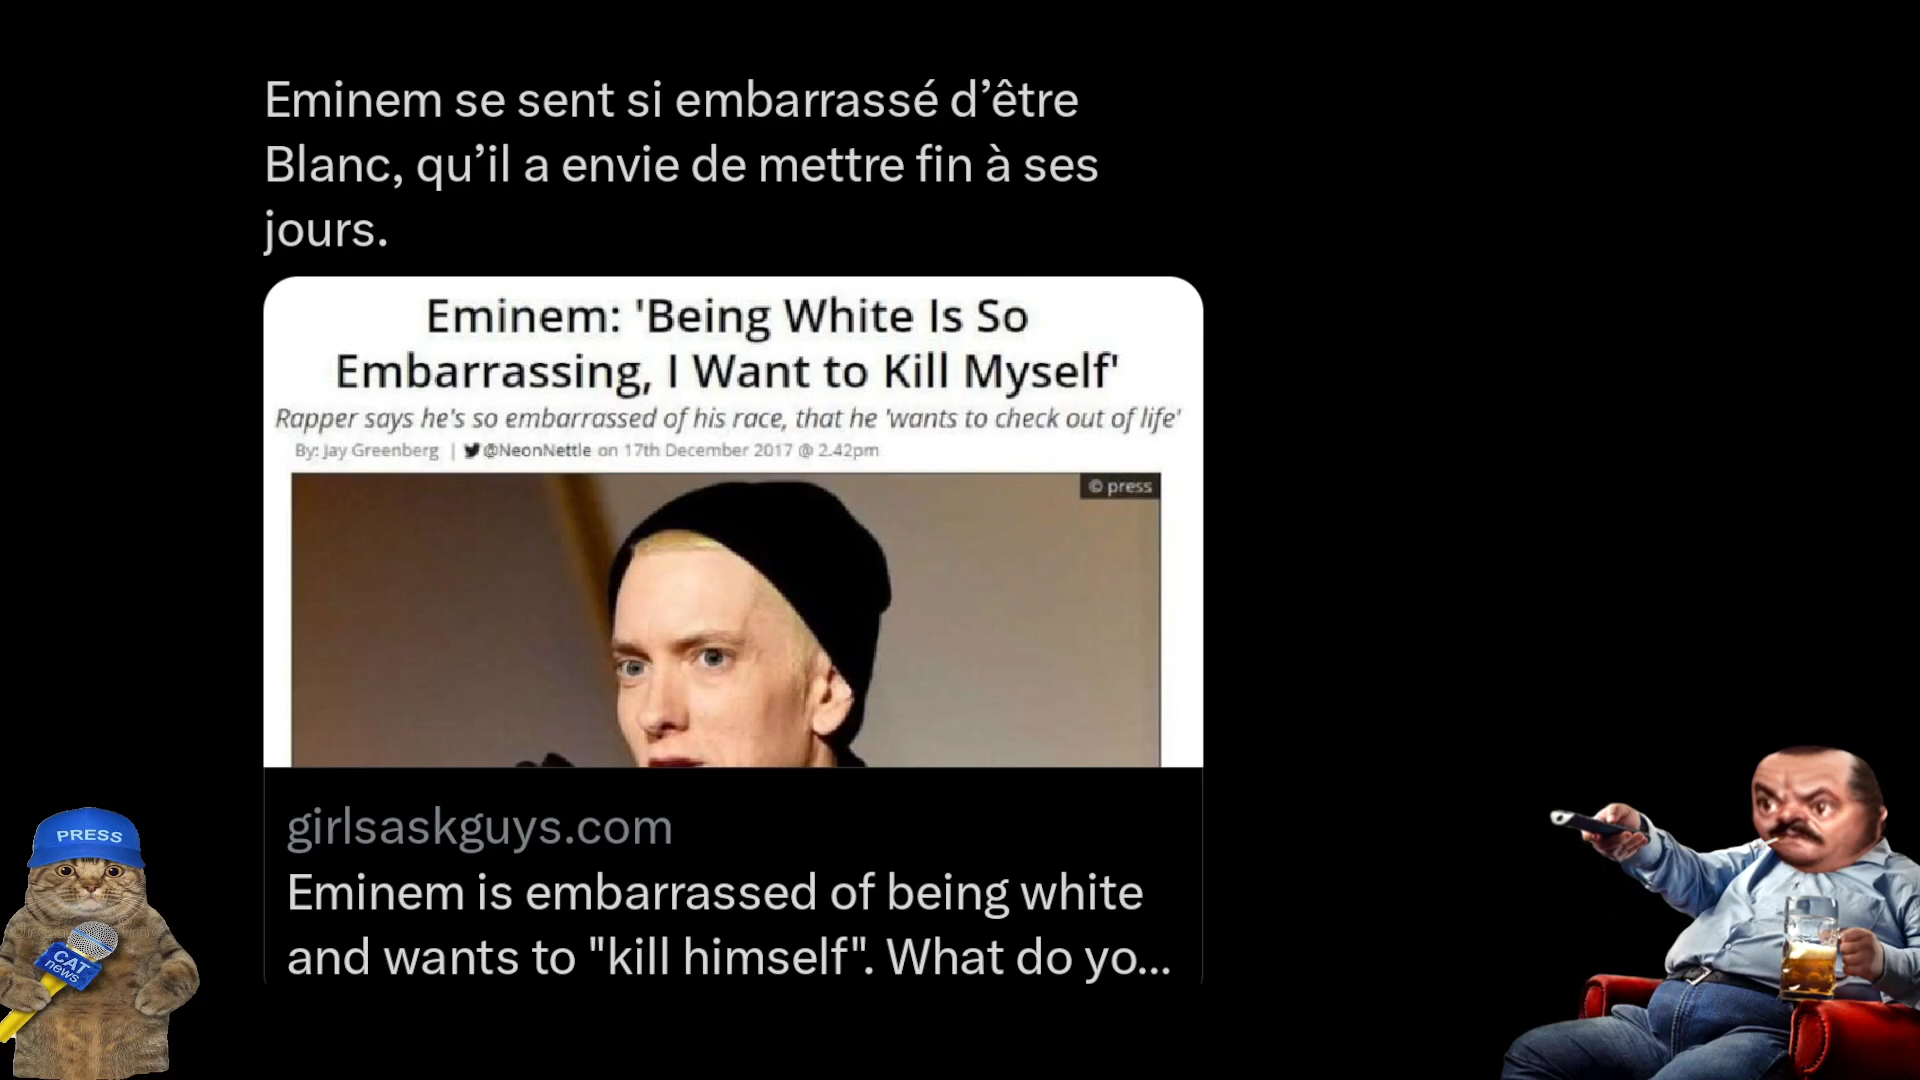 Eminem se sent si embarrassé d’être
Blanc, qu’il a envie de mettre fin à ses
jours.
Eminem: 'Being White Is So
Embarrassing, I Want to Kill Myself'
Rapper says he's so embarrassed of his race, that he 'wants to check out of life'
By: Jay Greenberg | @NeonNettle on 17th December 2017 @ 2.42pm
© press
girlsaskguys.com
Eminem is embarrassed of being white
and wants to "kill himself". What do yo...
PRESS
CAT
news